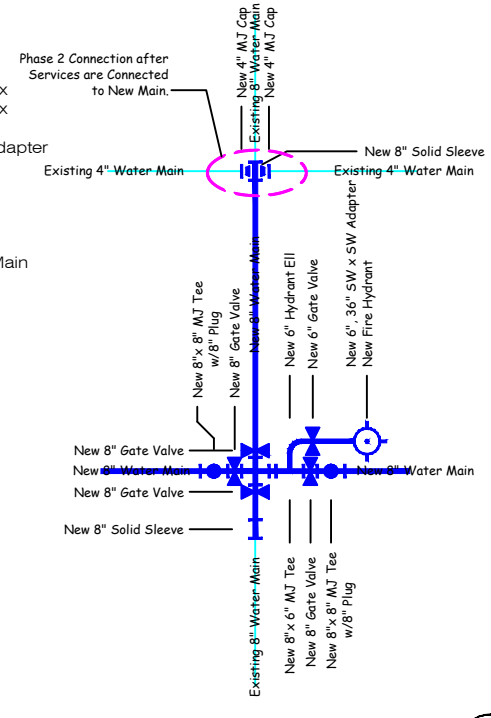 New 4" MJ Cap
Existing 8" Water Main
New 4" MJ Cap
Phase 2 Connection after
Services are Connected
to New Main.
x
x
dapter
New 8" Solid Sleeve
Existing 4" Water Main
Existing 4" Water Main
Main
New 8"x 8" MJ Tee
w/8" Plug
New 8" Gate Valve
New 8" Water Main
New 6" Hydrant Ell
New 6" Gate Valve
New 6", 36" SW x SW Adapter
New Fire Hydrant
New 8" Gate Valve
New 8" Water Main
New 8" Water Main
New 8" Gate Valve
New 8" Solid Sleeve
Existing 8" Water Main
New 8"x 6" MJ Tee
New 8" Gate Valve
New 8"x 8" MJ Tee
w/8" Plug